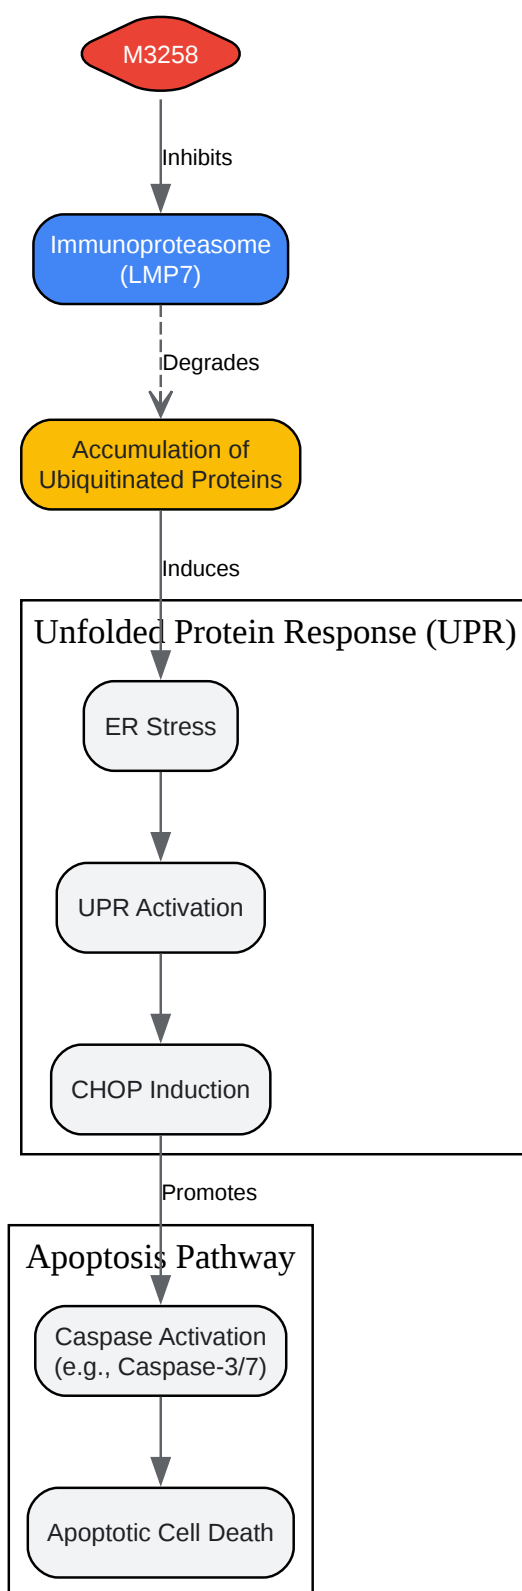 M3258
Inhibits
Immunoproteasome
(LMP7)
Degrades
Accumulation of
Ubiquitinated Proteins
Induces
Unfolded Protein Response (UPR)
ER Stress
UPR Activation
CHOP Induction
Promotes
Apoptosis Pathway
Caspase Activation
(e.g., Caspase-3/7)
Apoptotic Cell Death